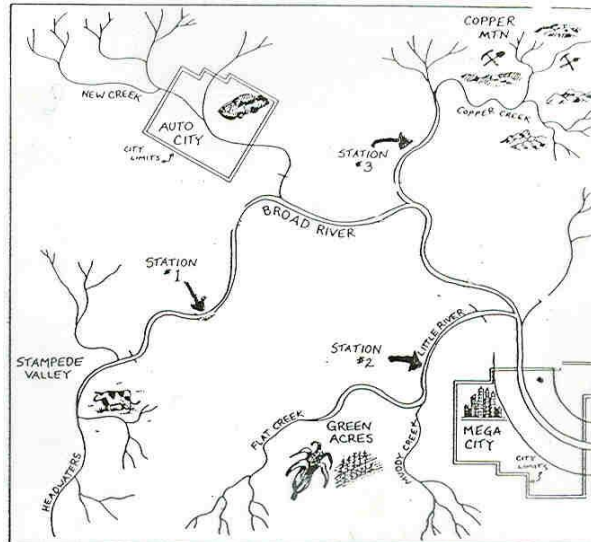 COPPER
MTN
NEW CREEK
COPPER CREEK
AUTO
CITY
CITY
LIMITS
STATION
#3
BROAD RIVER
STATION
#1
LITTLE RIVER
STATION
#2
STAMPEDE
VALLEY
FLAT CREEK
GREEN
ACRES
MUDDY CREEK
MEGA
CITY
CITY
LIMITS
HEADWATERS